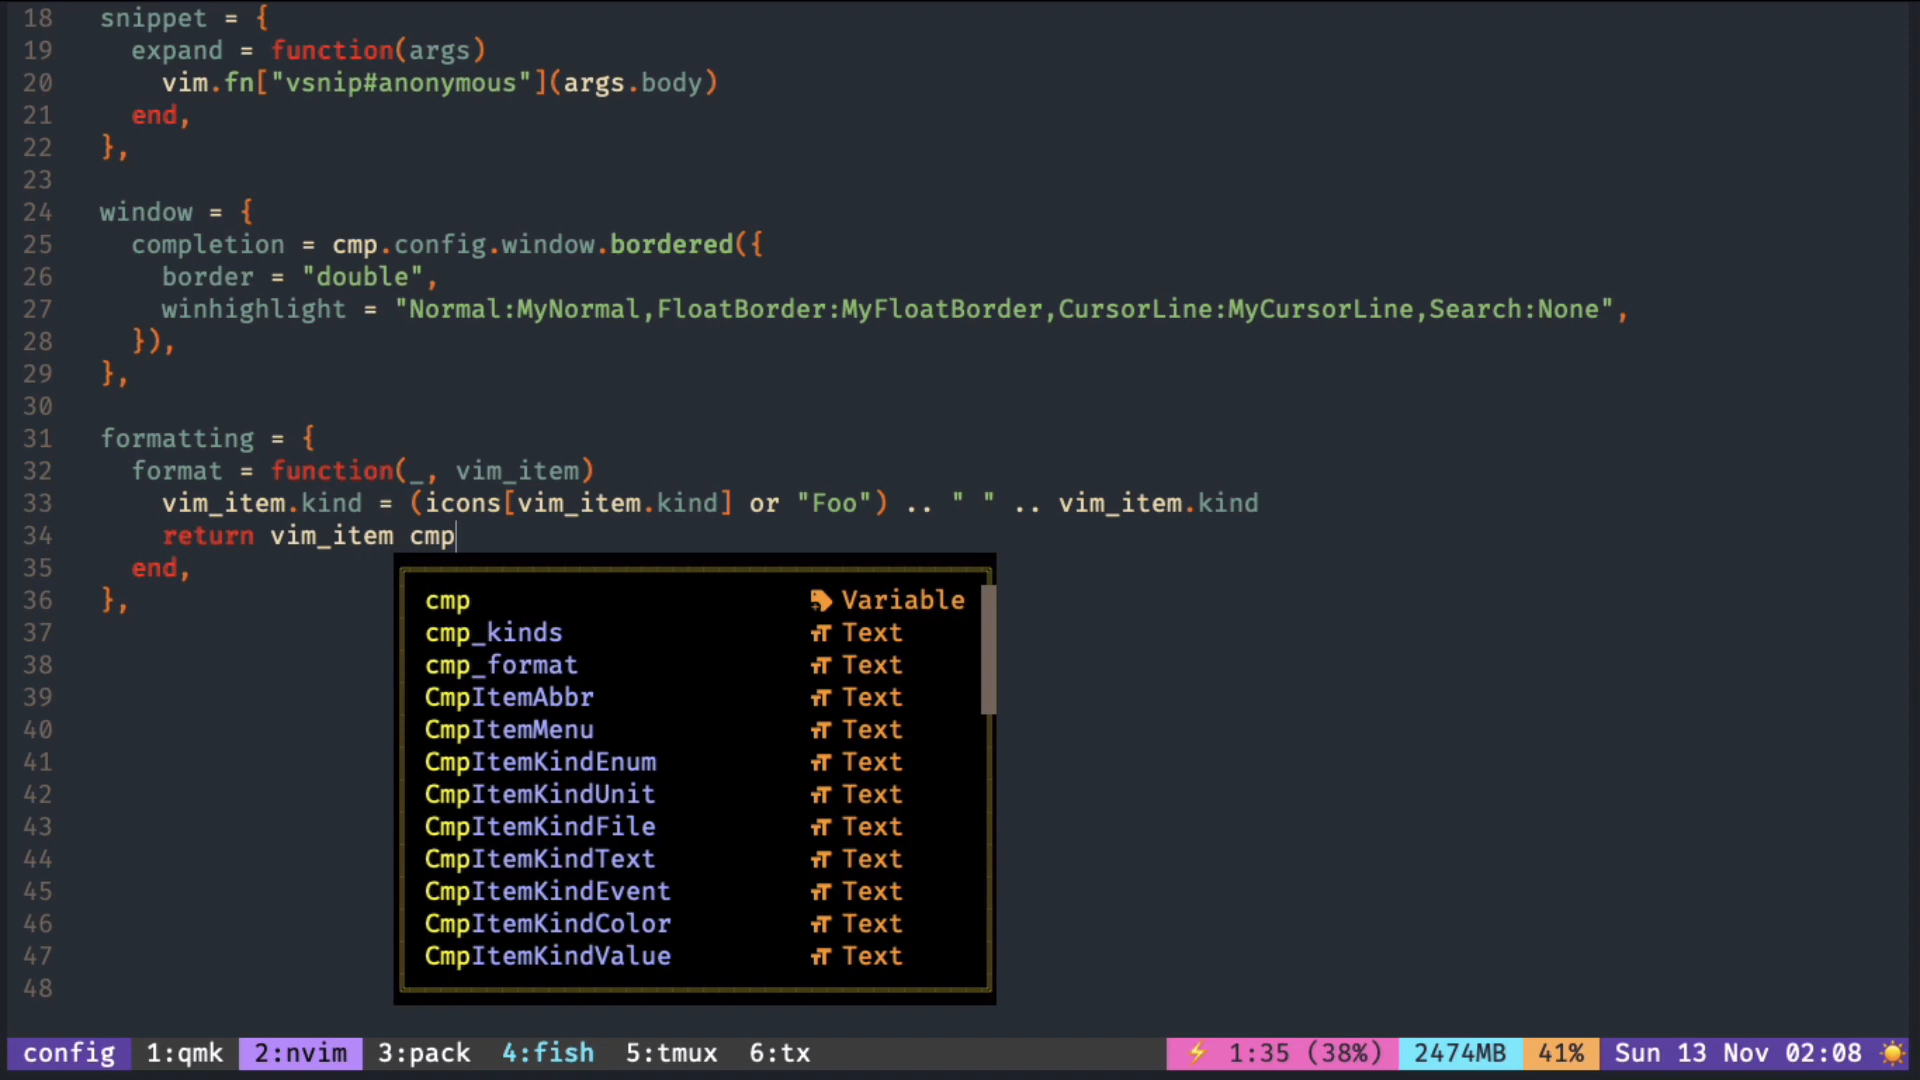 18   snippet = {
19     expand = function(args)
20       vim.fn["vsnip#anonymous"](args.body)
21     end,
22   },
23
24   window = {
25     completion = cmp.config.window.bordered({
26       border = "double",
27       winhighlight = "Normal:MyNormal,FloatBorder:MyFloatBorder,CursorLine:MyCursorLine,Search:None",
28     }),
29   },
30
31   formatting = {
32     format = function(_, vim_item)
33       vim_item.kind = (icons[vim_item.kind] or "Foo") .. " " .. vim_item.kind
34       return vim_item cmp
35     end,
36   },    cmp Variable
37   cmp_kinds Text
38   cmp_format Text
39   CmpItemAbbr Text
40   CmpItemMenu Text
41   CmpItemKindEnum Text
42   CmpItemKindUnit Text
43   CmpItemKindFile Text
44   CmpItemKindText Text
45   CmpItemKindEvent Text
46   CmpItemKindColor Text
47   CmpItemKindValue Text
48
config 1:qmk 2:nvim 3:pack 4:fish 5:tmux 6:tx ⚡ 1:35 (38%) 2474MB 41% Sun 13 Nov 02:08 ☀